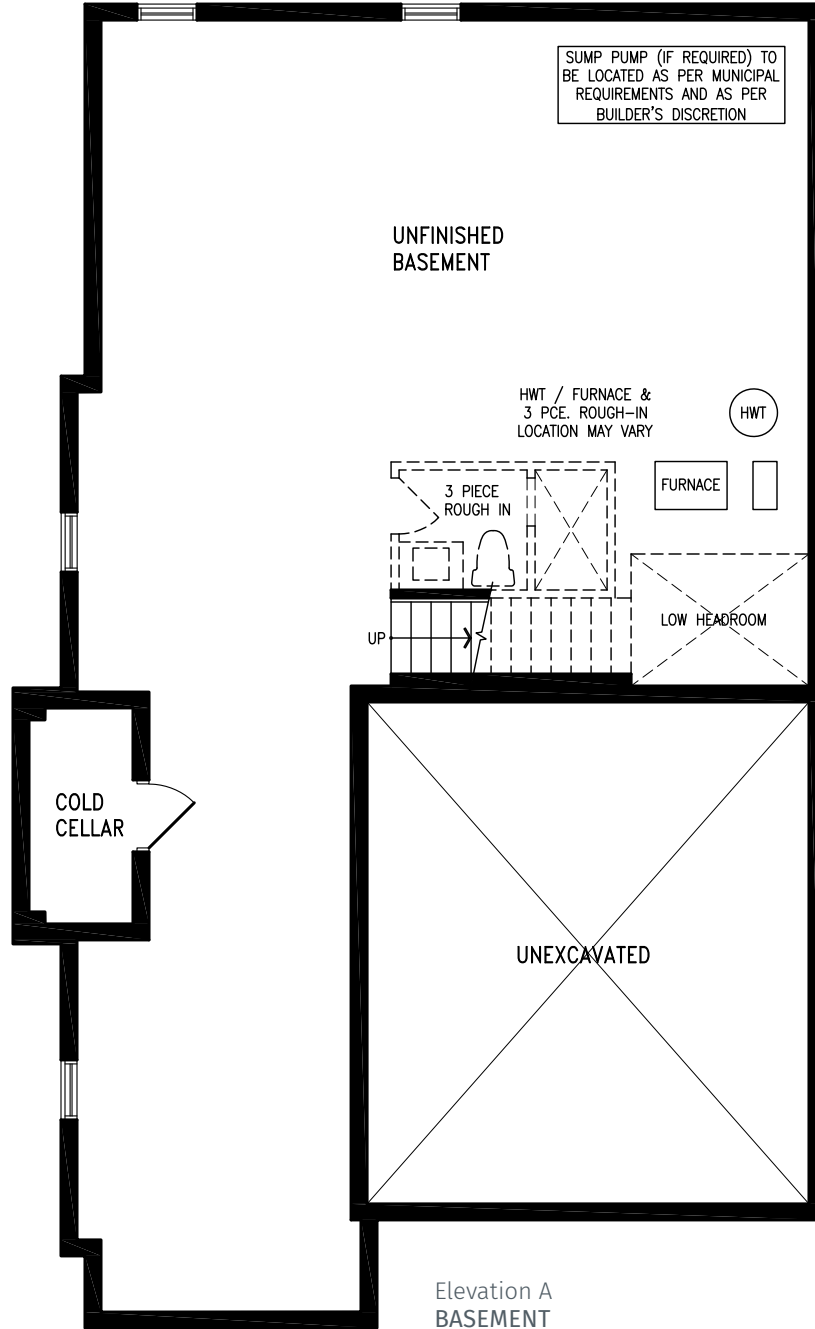 SUMP PUMP (IF REQUIRED) TO
BE LOCATED AS PER MUNICIPAL
REQUIREMENTS AND AS PER
BUILDER'S DISCRETION
UNFINISHED
BASEMENT
HWT / FURNACE &
3 PCE. ROUGH-IN
LOCATION MAY VARY
HWT
FURNACE
3 PIECE
ROUGH IN
LOW HEADROOM
UP
COLD
CELLAR
UNEXCAVATED
Elevation A
BASEMENT